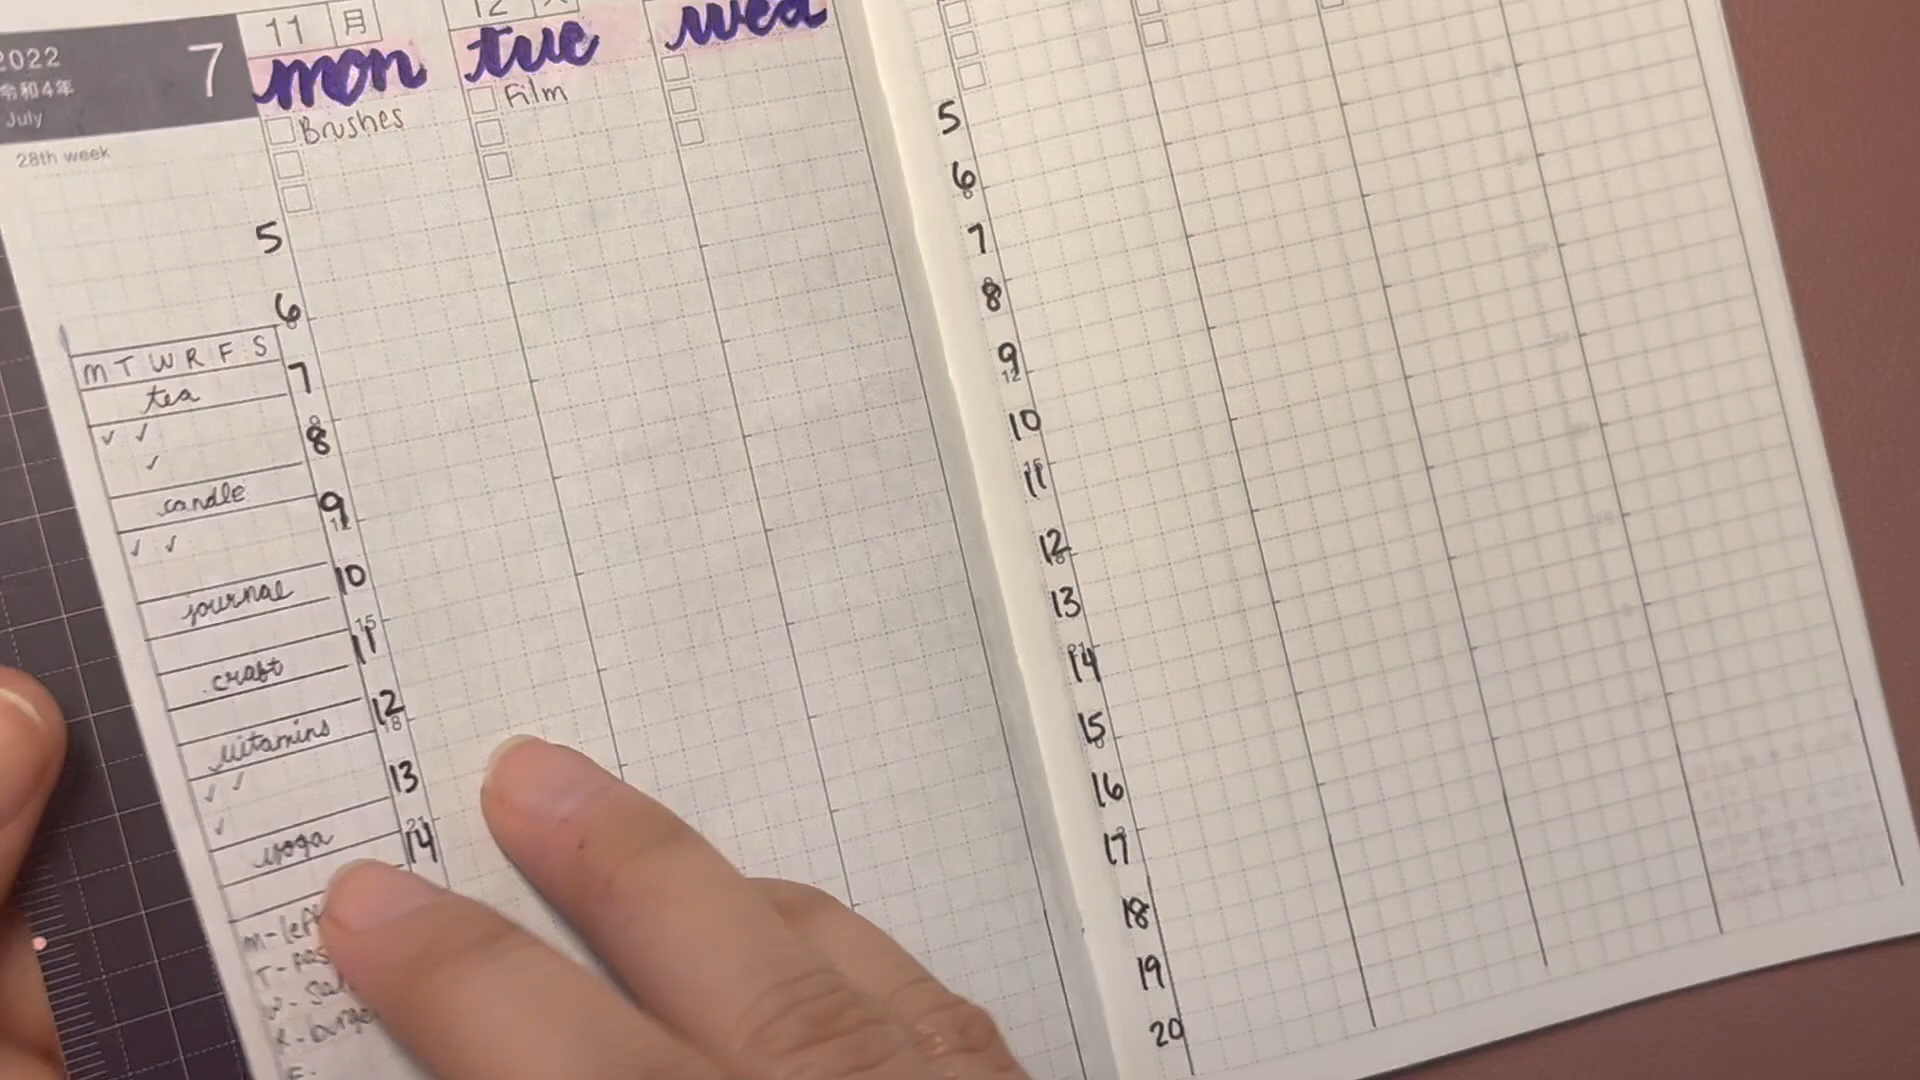 2022
令和4年
July
7
28th week
11 月
mon
Brushes
12
tue
Film
wed
5
6
7
8
9
10
11
12
13
14
M T W R F S
tea
✓ ✓
✓
candle
✓ ✓
journal
craft
vitamins
✓ ✓
✓
yoga
5
6
7
8
9
10
11
12
13
14
15
16
17
18
19
20